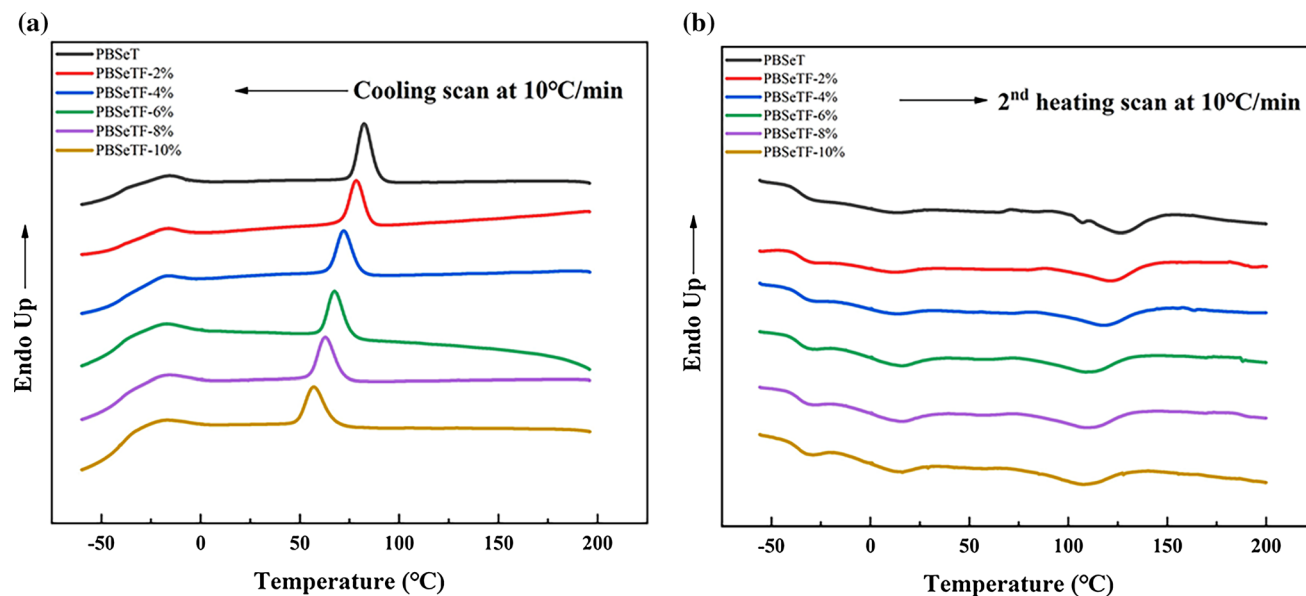 (a)
PBSeT
PBSeTF-2%
PBSeTF-4%
PBSeTF-6%
PBSeTF-8%
PBSeTF-10%
Cooling scan at 10°C/min
Endo Up
-50 0 50 100 150 200
Temperature (°C)
(b)
PBSeT
PBSeTF-2%
PBSeTF-4%
PBSeTF-6%
PBSeTF-8%
PBSeTF-10%
2nd heating scan at 10°C/min
Endo Up
-50 0 50 100 150 200
Temperature (°C)